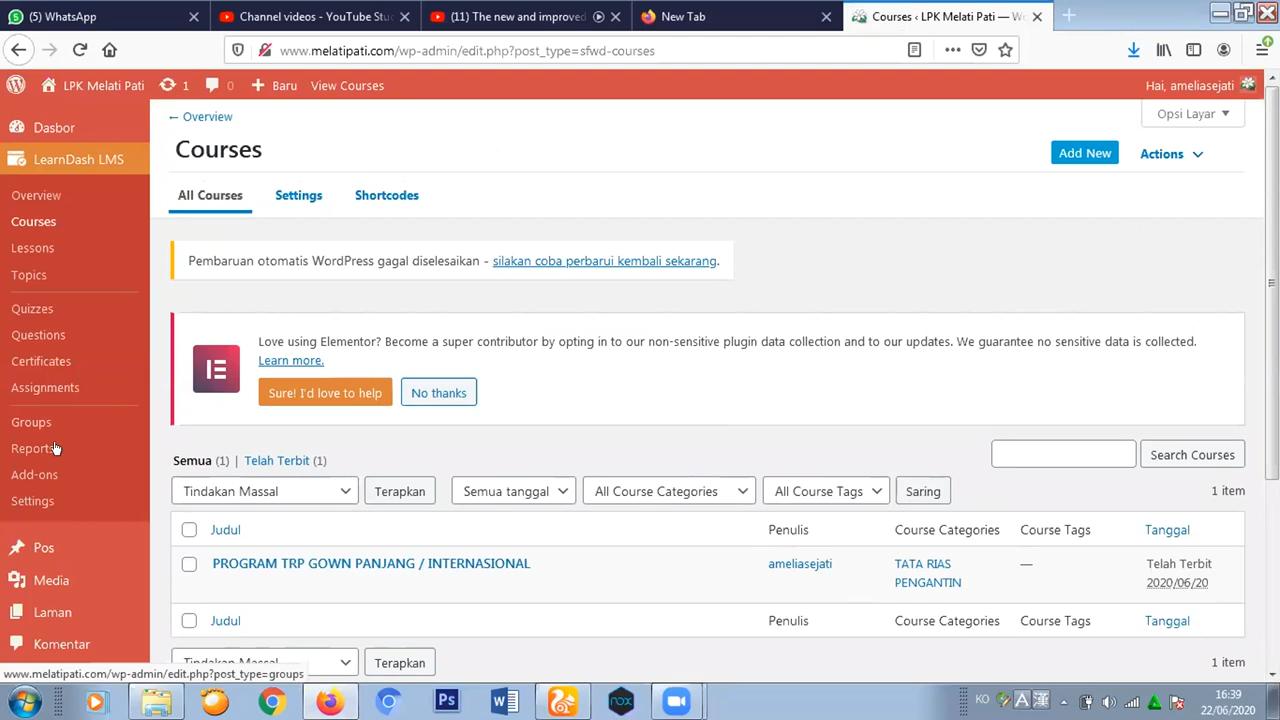 (5) WhatsApp
Channel videos - YouTube Stu
(11) The new and improved
New Tab
Courses ‹ LPK Melati Pati — Wo
www.melatipati.com/wp-admin/edit.php?post_type=sfwd-courses
LPK Melati Pati
1
0
Baru
View Courses
Hai, ameliasejati
Dasbor
LearnDash LMS
Overview
Courses
Lessons
Topics
Quizzes
Questions
Certificates
Assignments
Groups
Reports
Add-ons
Settings
Pos
Media
Laman
Komentar
← Overview
Opsi Layar
Courses
Add New
Actions
All Courses
Settings
Shortcodes
Pembaruan otomatis WordPress gagal diselesaikan - silakan coba perbarui kembali sekarang.
Love using Elementor? Become a super contributor by opting in to our non-sensitive plugin data collection and to our updates. We guarantee no sensitive data is collected.
Learn more.
Sure! I'd love to help
No thanks
Semua (1) | Telah Terbit (1)
Search Courses
Tindakan Massal
Terapkan
Semua tanggal
All Course Categories
All Course Tags
Saring
1 item
Judul
Penulis
Course Categories
Course Tags
Tanggal
PROGRAM TRP GOWN PANJANG / INTERNASIONAL
ameliasejati
TATA RIAS
PENGANTIN
—
Telah Terbit
2020/06/20
Judul
Penulis
Course Categories
Course Tags
Tanggal
Tindakan Massal
Terapkan
1 item
www.melatipati.com/wp-admin/edit.php?post_type=groups
Ps
KO
A
漢
16:39
22/06/2020